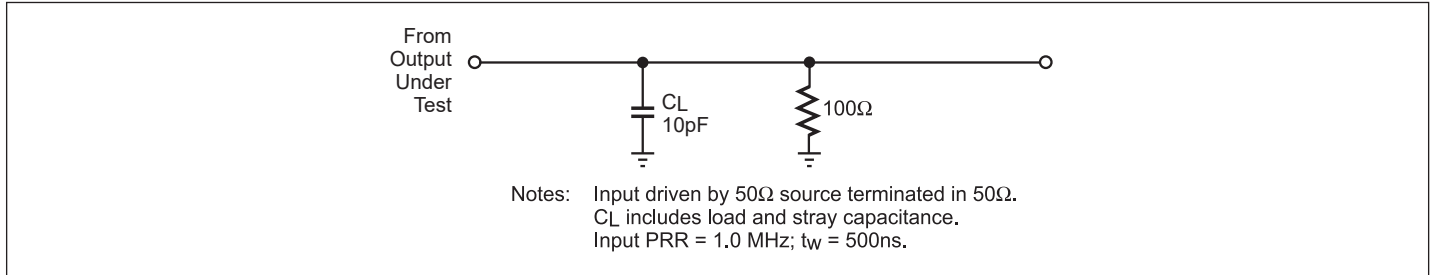 From
Output
Under
Test
CL
10pF
100Ω
Notes: Input driven by 50Ω source terminated in 50Ω.
CL includes load and stray capacitance.
Input PRR = 1.0 MHz; tw = 500ns.